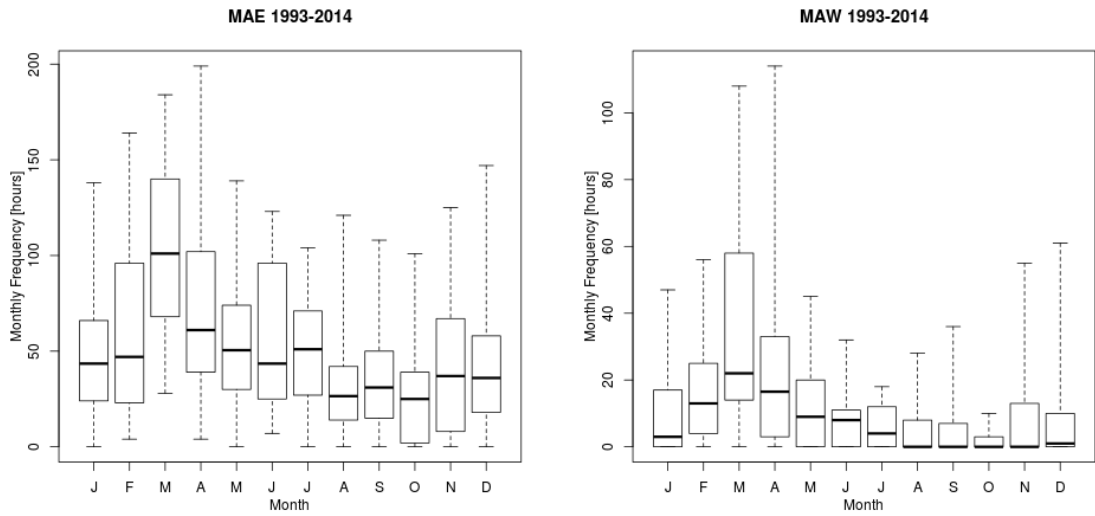 MAE 1993-2014
Monthly Frequency [hours]
200
150
100
50
0
J F M A M J J A S O N D
Month
MAW 1993-2014
Monthly Frequency [hours]
100
80
60
40
20
0
J F M A M J J A S O N D
Month